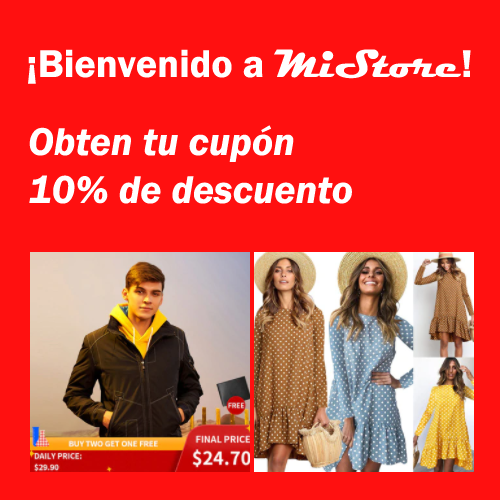 ¡Bienvenido a MiStore!
Obten tu cupón
10% de descuento
FREE
BUY TWO GET ONE FREE
FINAL PRICE
DAILY PRICE:
$24.70
$29.90